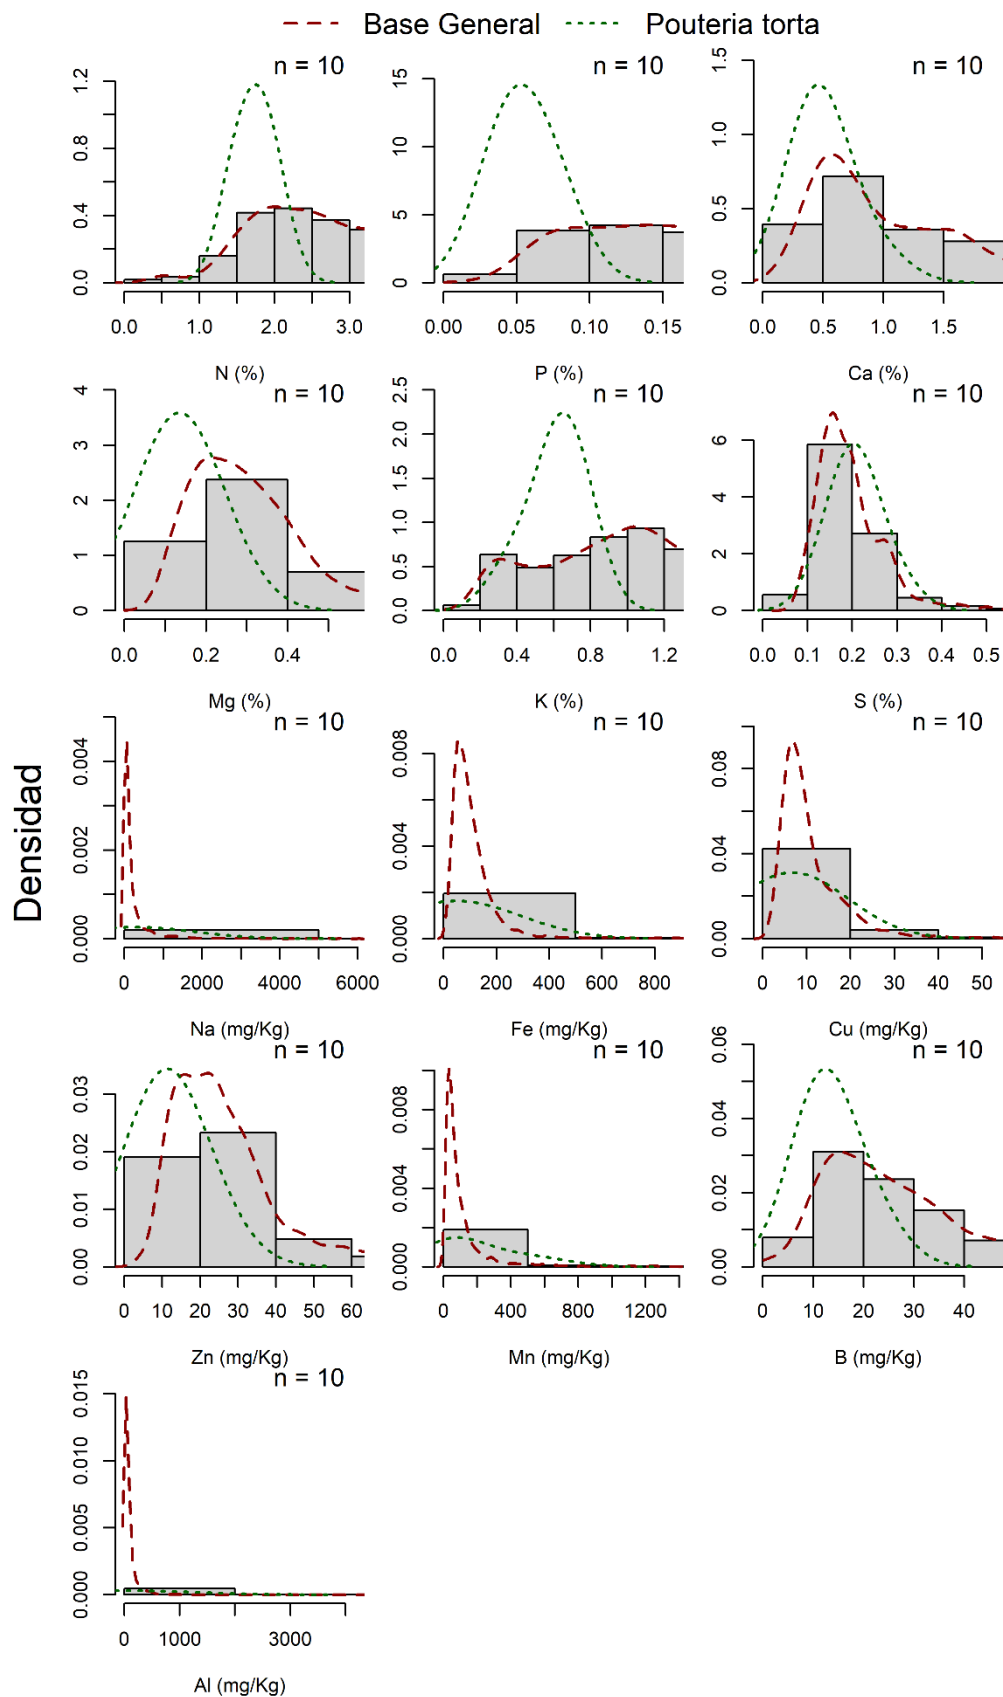 Base General Pouteria torta
n = 10 n = 10 n = 10
0.0 0.4 0.8 1.2
0 5 10 15
0.0 0.5 1.0 1.5
0.0 1.0 2.0 3.0
0.00 0.05 0.10 0.15
0.0 0.5 1.0 1.5
N (%) P (%) Ca (%)
n = 10 n = 10 n = 10
0 1 2 3 4
0.0 0.5 1.0 1.5 2.0 2.5
0 2 4 6
0.0 0.2 0.4
0.4 0.8 1.2
0.0 0.1 0.2 0.3 0.4 0.5
Mg (%) K (%) S (%)
n = 10 n = 10 n = 10
Densidad
0.000 0.002 0.004
0.000 0.004 0.008
0.00 0.04 0.08
0 2000 4000 6000
0 200 400 600 800
0 10 20 30 40 50
Na (mg/Kg) Fe (mg/Kg) Cu (mg/Kg)
n = 10 n = 10 n = 10
0.00 0.01 0.02 0.03
0.000 0.004 0.008
0.00 0.02 0.04 0.06
0 10 20 30 40 50 60
0 400 800 1200
0 10 20 30 40
Zn (mg/Kg) Mn (mg/Kg) B (mg/Kg)
n = 10
0.000 0.005 0.010 0.015
0 1000 3000
Al (mg/Kg)